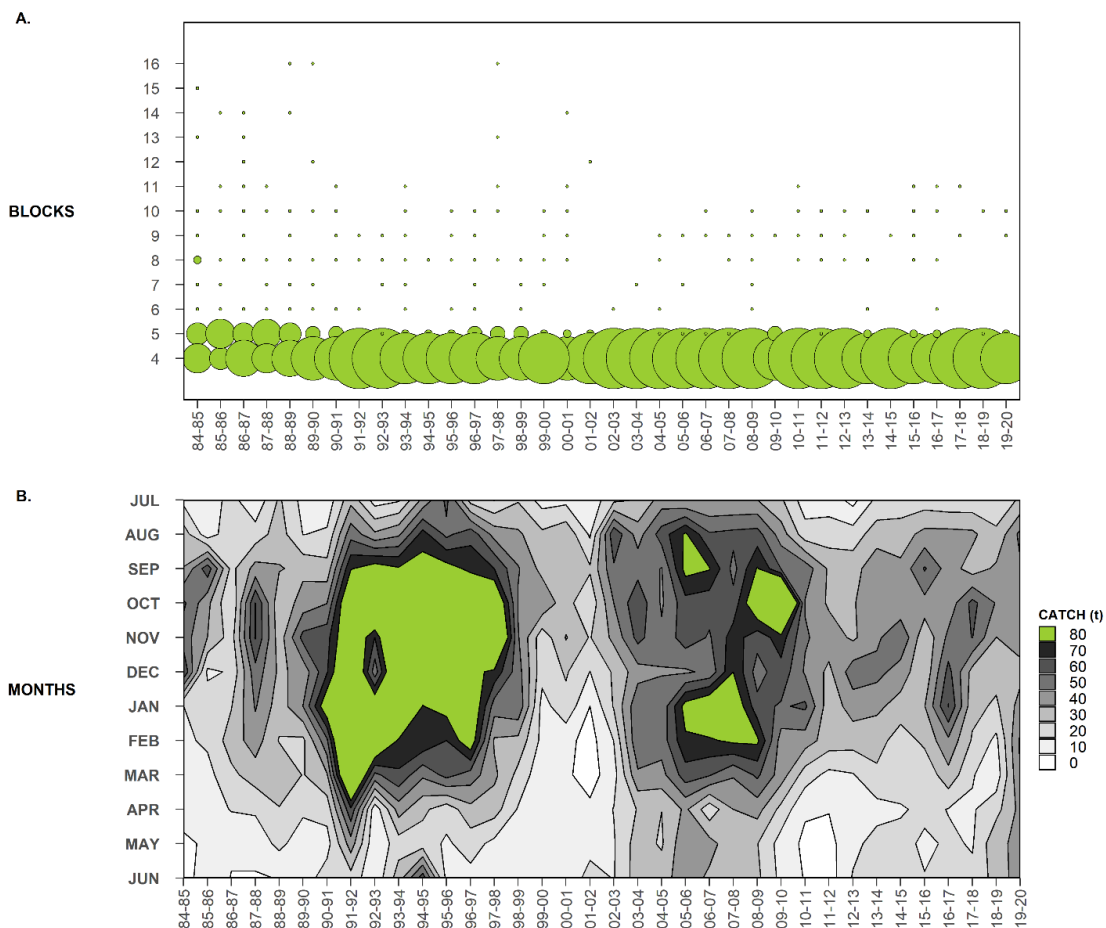 A.
16
15
14
13
12
11
10
9
8
7
6
5
4
BLOCKS
84-85 85-86 86-87 87-88 88-89 89-90 90-91 91-92 92-93 93-94 94-95 95-96 96-97 97-98 98-99 99-00 00-01 01-02 02-03 03-04 04-05 05-06 06-07 07-08 08-09 09-10 10-11 11-12 12-13 13-14 14-15 15-16 16-17 17-18 18-19 19-20
B.
JUL
AUG
SEP
OCT
NOV
DEC
JAN
FEB
MAR
APR
MAY
JUN
MONTHS
84-85 85-86 86-87 87-88 88-89 89-90 90-91 91-92 92-93 93-94 94-95 95-96 96-97 97-98 98-99 99-00 00-01 01-02 02-03 03-04 04-05 05-06 06-07 07-08 08-09 09-10 10-11 11-12 12-13 13-14 14-15 15-16 16-17 17-18 18-19 19-20
CATCH (t)
80
70
60
50
40
30
20
10
0